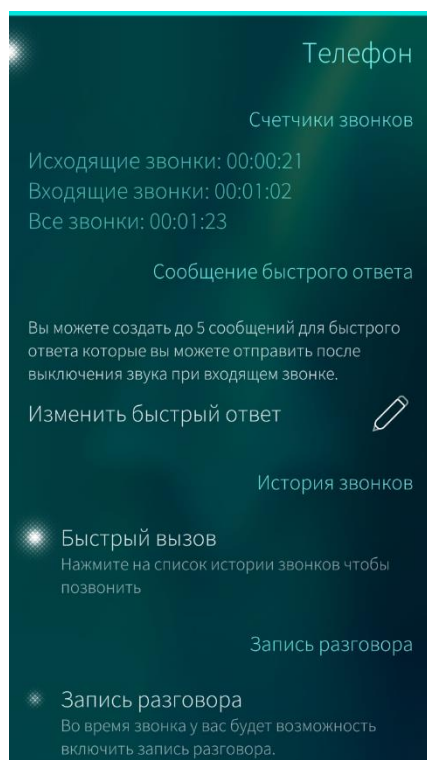 Телефон
Счетчики звонков
Исходящие звонки: 00:00:21
Входящие звонки: 00:01:02
Все звонки: 00:01:23
Сообщение быстрого ответа
Вы можете создать до 5 сообщений для быстрого
ответа которые вы можете отправить после
выключения звука при входящем звонке.
Изменить быстрый ответ
История звонков
Быстрый вызов
Нажмите на список истории звонков чтобы
позвонить
Запись разговора
Запись разговора
Во время звонка у вас будет возможность
включить запись разговора.